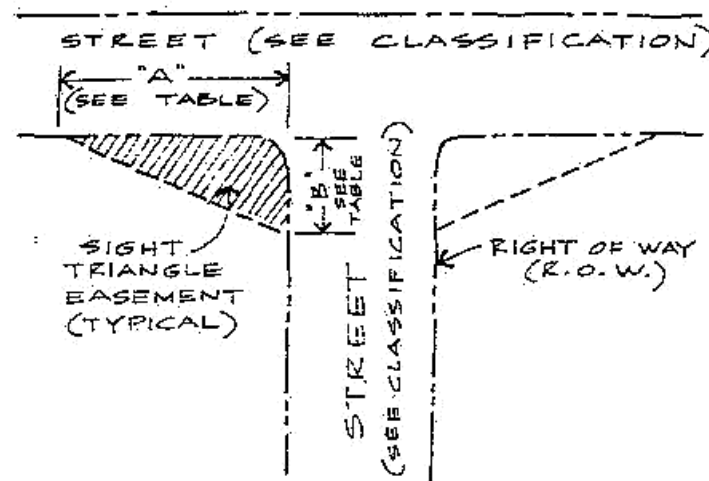 STREET (SEE CLASSIFICATION)
"A"
(SEE TABLE)
"B"
SEE
TABLE
SIGHT
TRIANGLE
EASEMENT
(TYPICAL)
STREET
(SEE CLASSIFICATION)
RIGHT OF WAY
(R.O.W.)